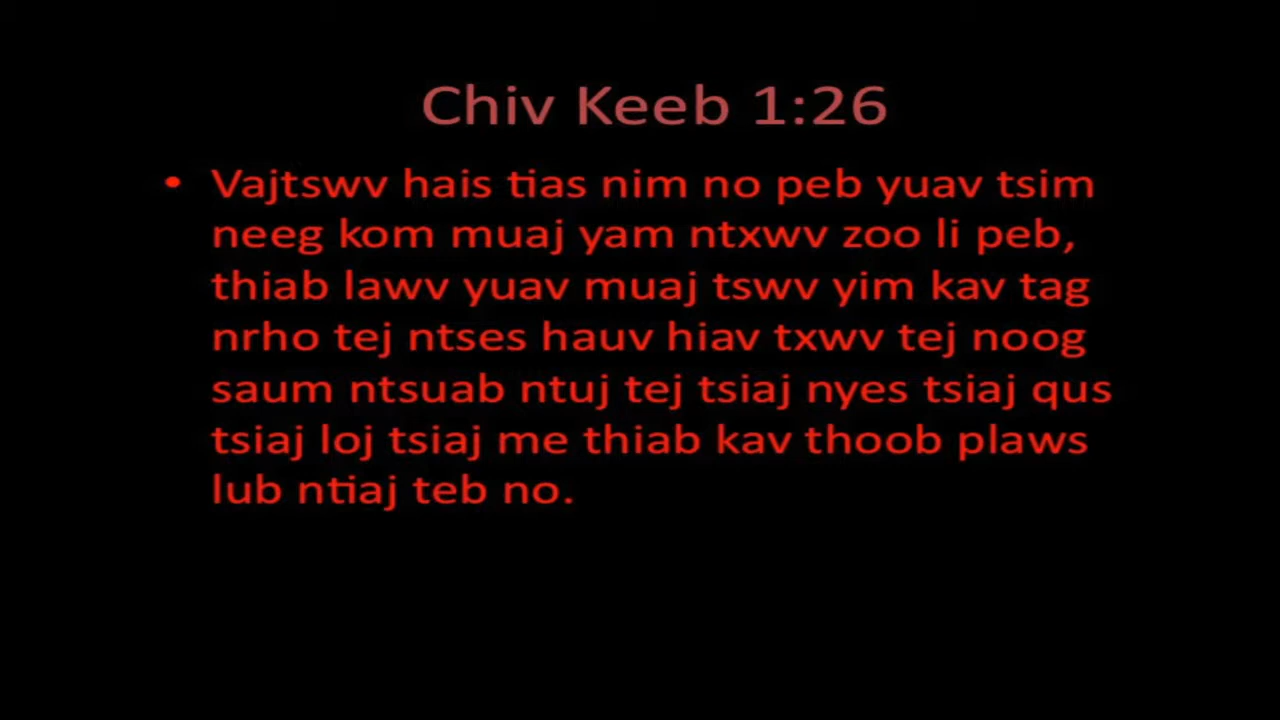 Chiv Keeb 1:26
• Vajtswv hais tias nim no peb yuav tsim
neeg kom muaj yam ntxwv zoo li peb,
thiab lawv yuav muaj tswv yim kav tag
nrho tej ntses hauv hiav txwv tej noog
saum ntsuab ntuj tej tsiaj nyes tsiaj qus
tsiaj loj tsiaj me thiab kav thoob plaws
lub ntiaj teb no.